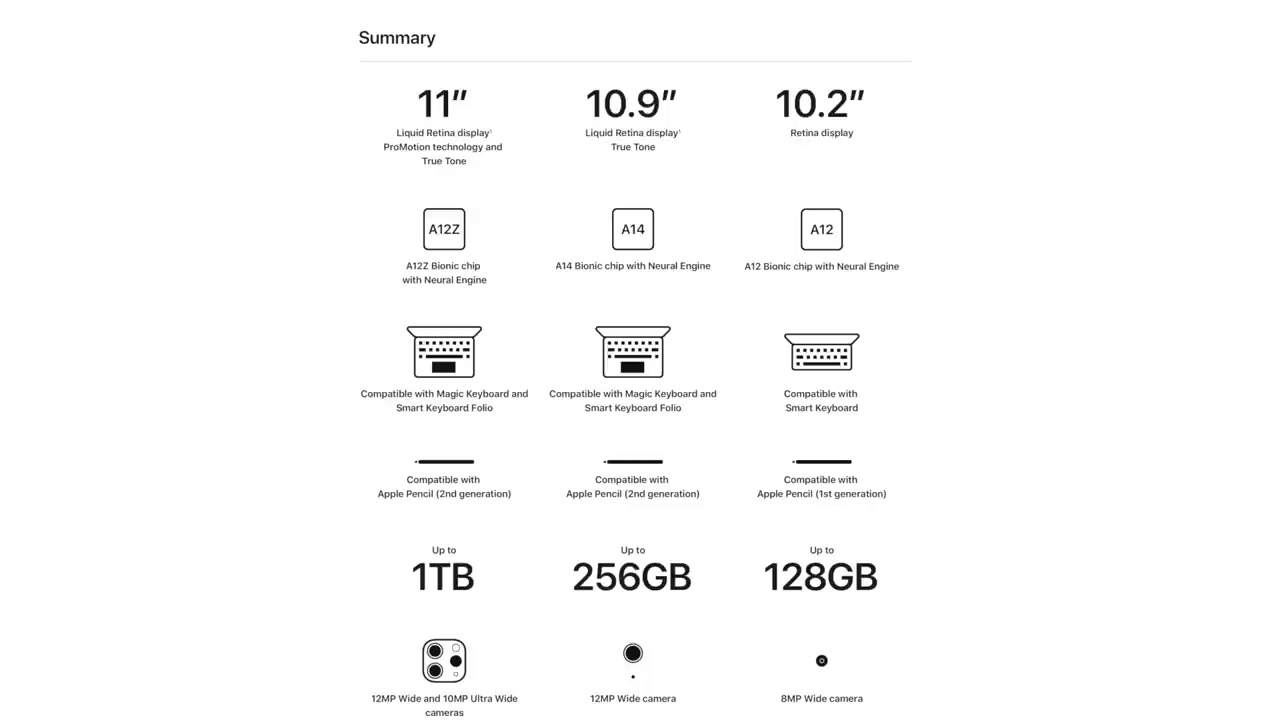 Summary
11″
10.9″
10.2″
Liquid Retina display¹
ProMotion technology and
True Tone
Liquid Retina display¹
True Tone
Retina display
A12Z
A14
A12
A12Z Bionic chip
with Neural Engine
A14 Bionic chip with Neural Engine
A12 Bionic chip with Neural Engine
Compatible with Magic Keyboard and
Smart Keyboard Folio
Compatible with Magic Keyboard and
Smart Keyboard Folio
Compatible with
Smart Keyboard
Compatible with
Apple Pencil (2nd generation)
Compatible with
Apple Pencil (2nd generation)
Compatible with
Apple Pencil (1st generation)
Up to
1TB
Up to
256GB
Up to
128GB
12MP Wide and 10MP Ultra Wide
cameras
12MP Wide camera
8MP Wide camera